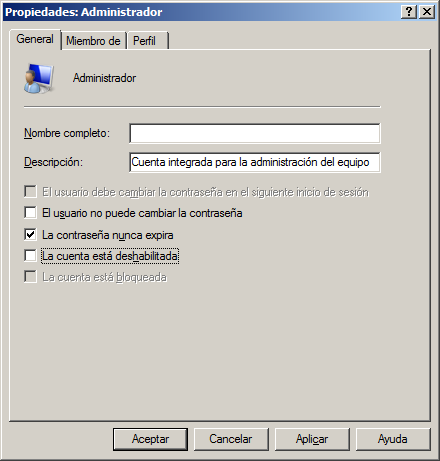 Propiedades: Administrador
General Miembro de Perfil
Administrador
Nombre completo:
Descripción: Cuenta integrada para la administración del equipo
El usuario debe cambiar la contraseña en el siguiente inicio de sesión
El usuario no puede cambiar la contraseña
La contraseña nunca expira
La cuenta está deshabilitada
La cuenta está bloqueada
Aceptar Cancelar Aplicar Ayuda